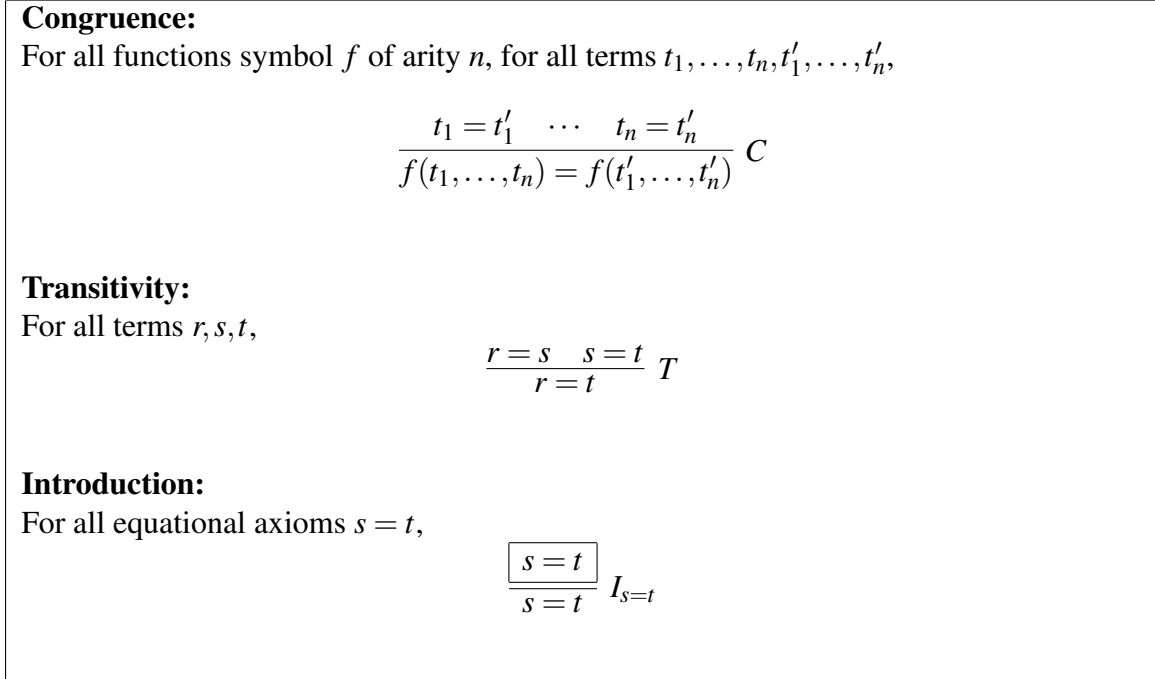 Congruence:
For all functions symbol f of arity n, for all terms t₁,…,tₙ,t′₁,…,t′ₙ,
t₁ = t′₁ ⋯ tₙ = t′ₙ
f(t₁,…,tₙ) = f(t′₁,…,t′ₙ) C
Transitivity:
For all terms r,s,t,
r = s s = t
r = t T
Introduction:
For all equational axioms s = t,
s = t
s = t Iₛ₌ₜ